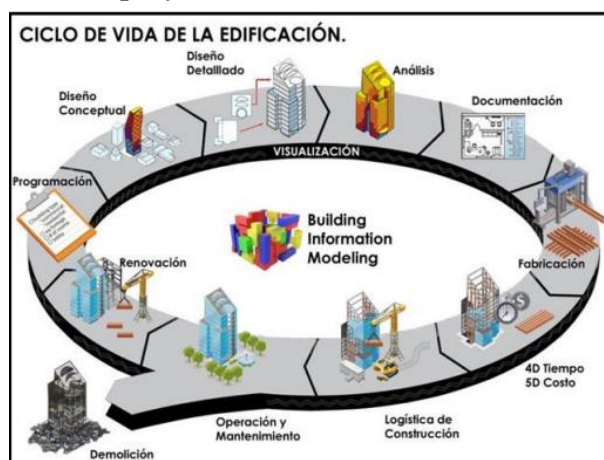 CICLO DE VIDA DE LA EDIFICACIÓN.
Diseño
Detalllado
Análisis
Diseño
Conceptual
Documentación
VISUALIZACIÓN
Programación
Building
Information
Modeling
Fabricación
Renovación
4D Tiempo
5D Costo
Operación y
Mantenimiento
Logística de
Construcción
Demolición